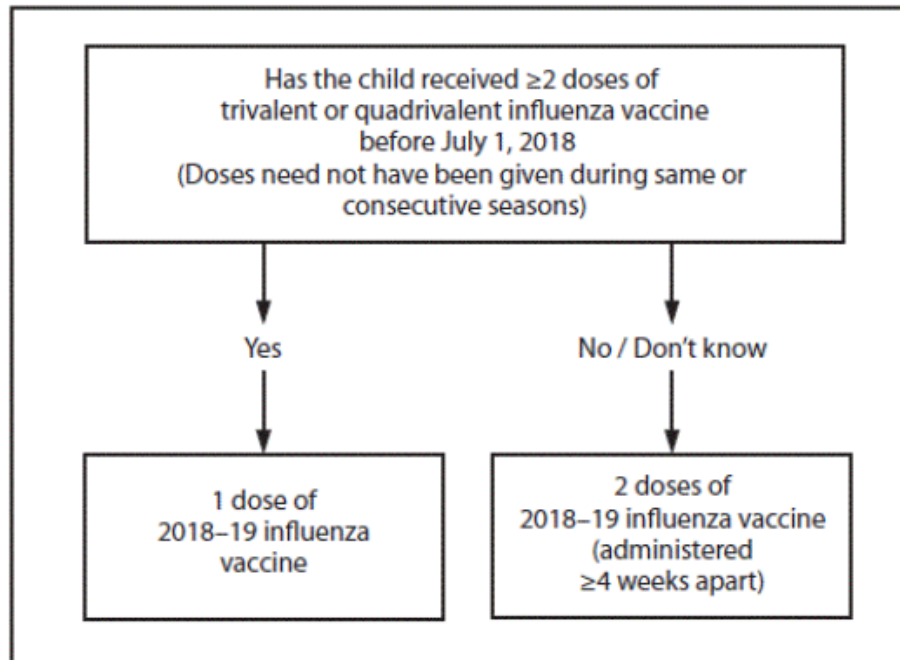 Has the child received ≥2 doses of
trivalent or quadrivalent influenza vaccine
before July 1, 2018
(Doses need not have been given during same or
consecutive seasons)
Yes
No / Don't know
1 dose of
2018–19 influenza
vaccine
2 doses of
2018–19 influenza vaccine
(administered
≥4 weeks apart)